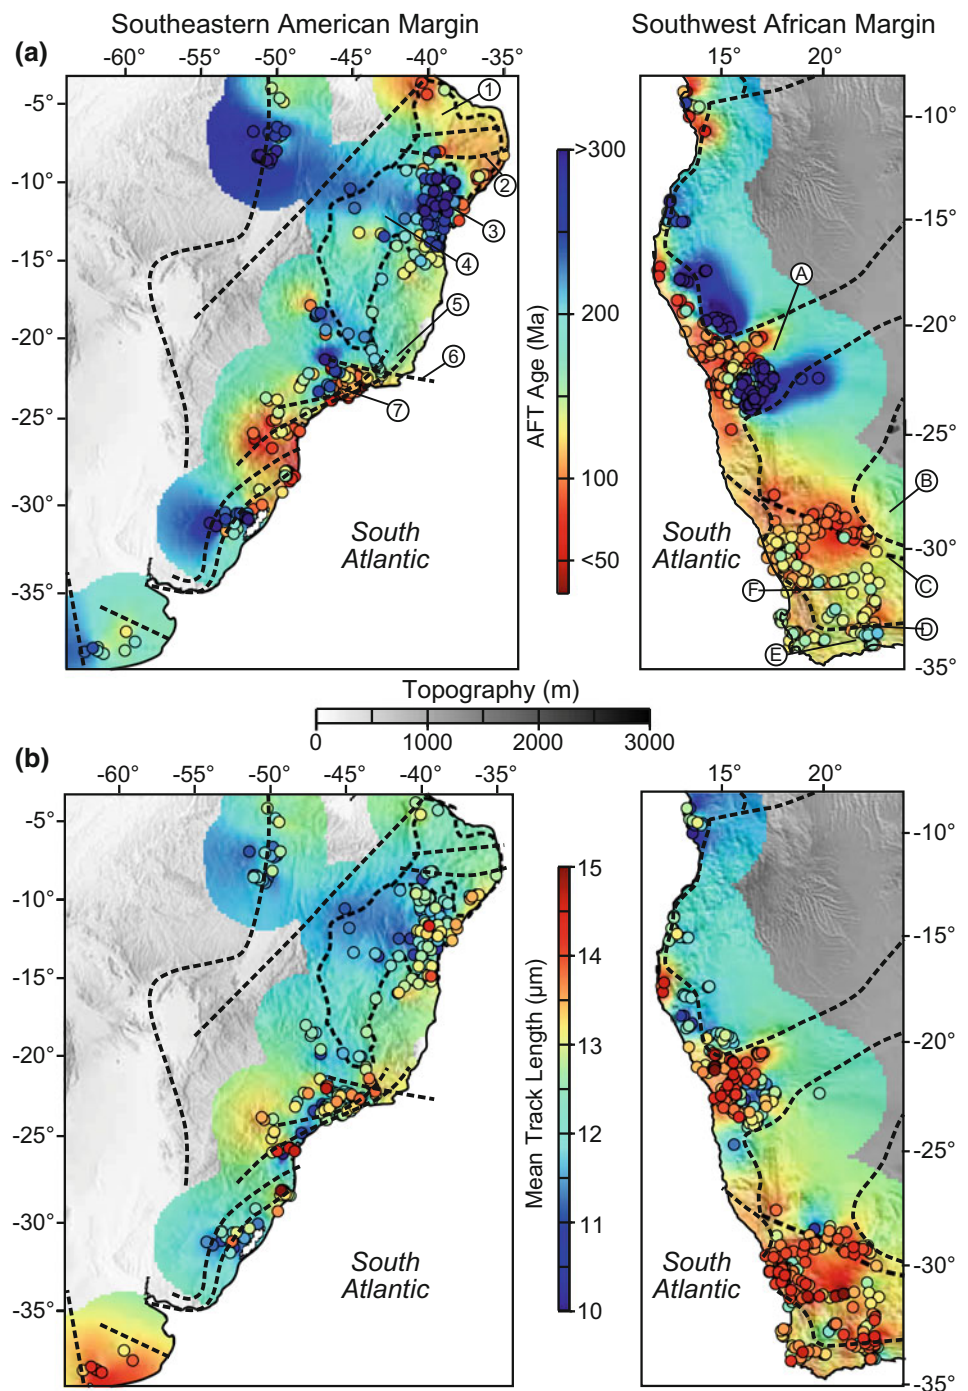 Southeastern American Margin
Southwest African Margin
(a)
-60° -55° -50° -45° -40° -35°
15° 20°
-5°
-10°
-15°
-20°
-25°
-30°
-35°
1
2
3
4
5
6
7
South
Atlantic
AFT Age (Ma)
>300
200
100
<50
-10°
-15°
-20°
-25°
-30°
-35°
A
B
C
D
E
F
South
Atlantic
Topography (m)
0 1000 2000 3000
(b)
-60° -55° -50° -45° -40° -35°
15° 20°
-5°
-10°
-15°
-20°
-25°
-30°
-35°
South
Atlantic
Mean Track Length (μm)
15
14
13
12
11
10
-10°
-15°
-20°
-25°
-30°
-35°
South
Atlantic